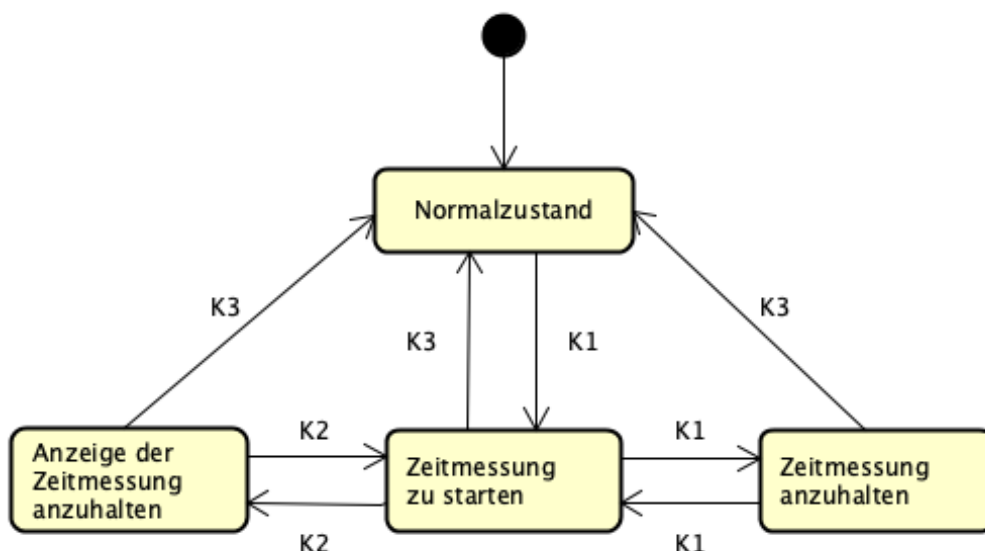 Normalzustand
K3
K3
K1
K3
Anzeige der
Zeitmessung
anzuhalten
K2
K2
Zeitmessung
zu starten
K1
K1
Zeitmessung
anzuhalten